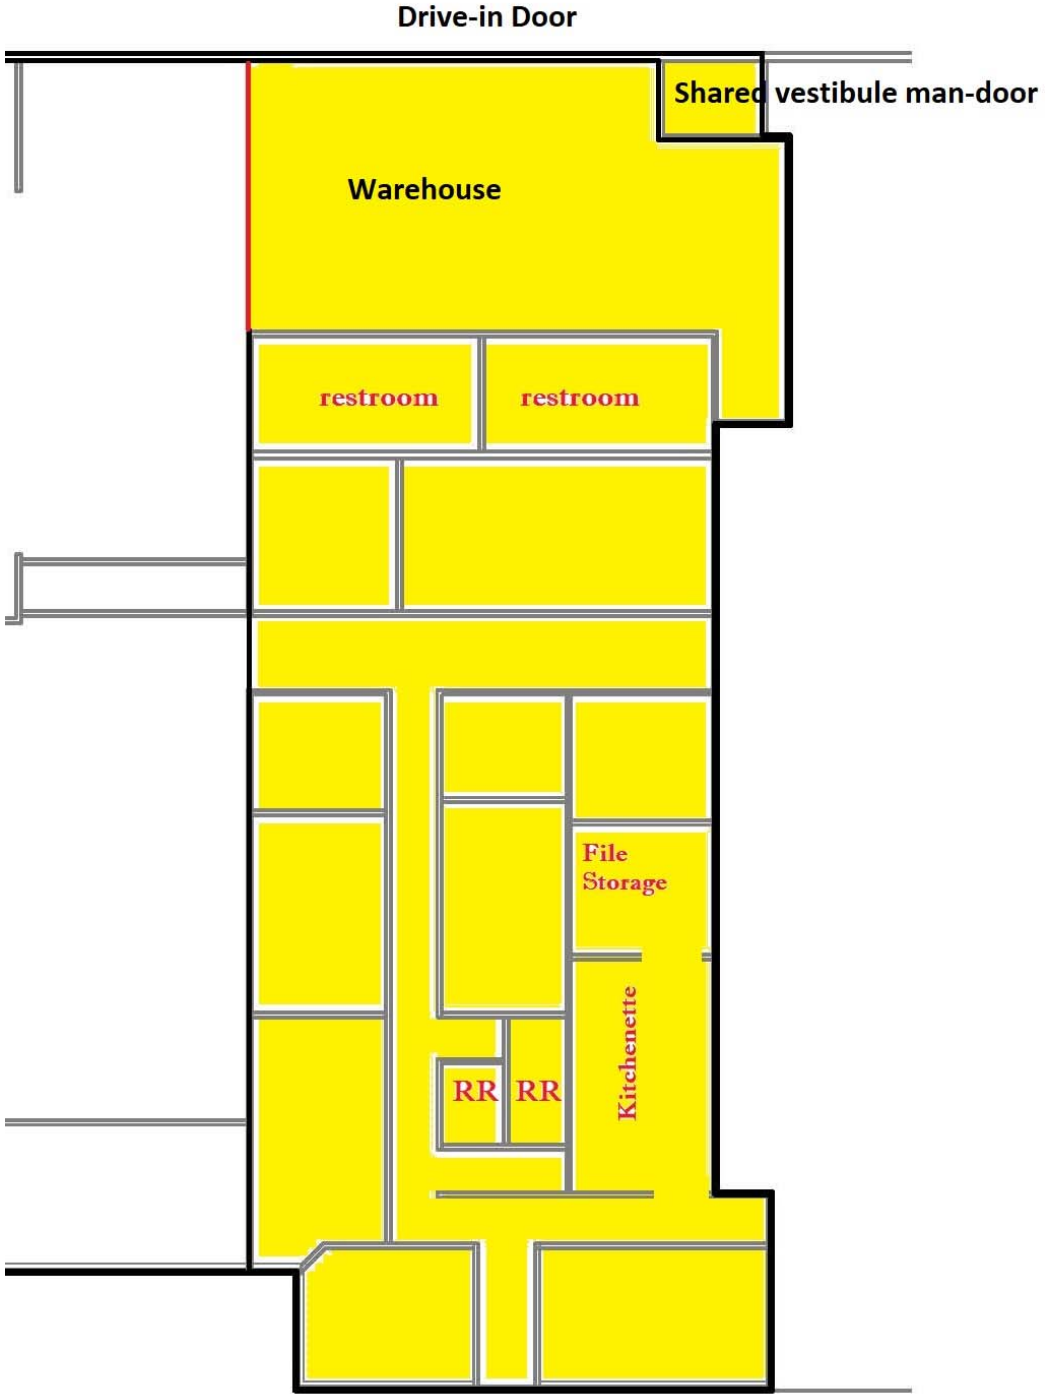 Drive-in Door
Shared vestibule man-door
Warehouse
restroom
restroom
File
Storage
Kitchenette
RR
RR